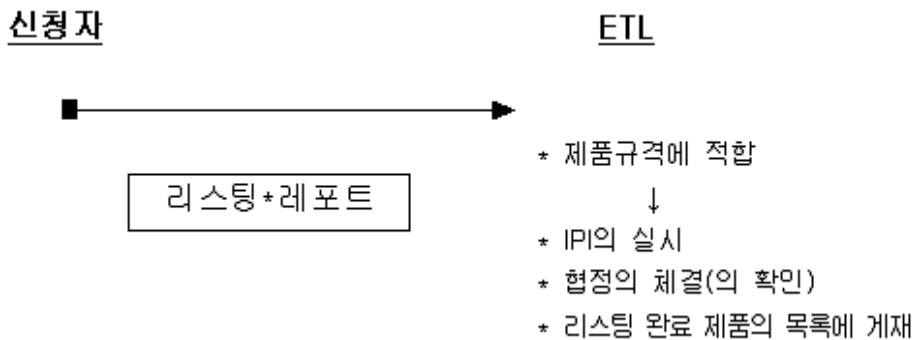 신청자
ETL
* 제품규격에 적합
리스팅*레포트
↓
* IPI의 실시
* 협정의 체결(의 확인)
* 리스팅 완료 제품의 목록에 게재